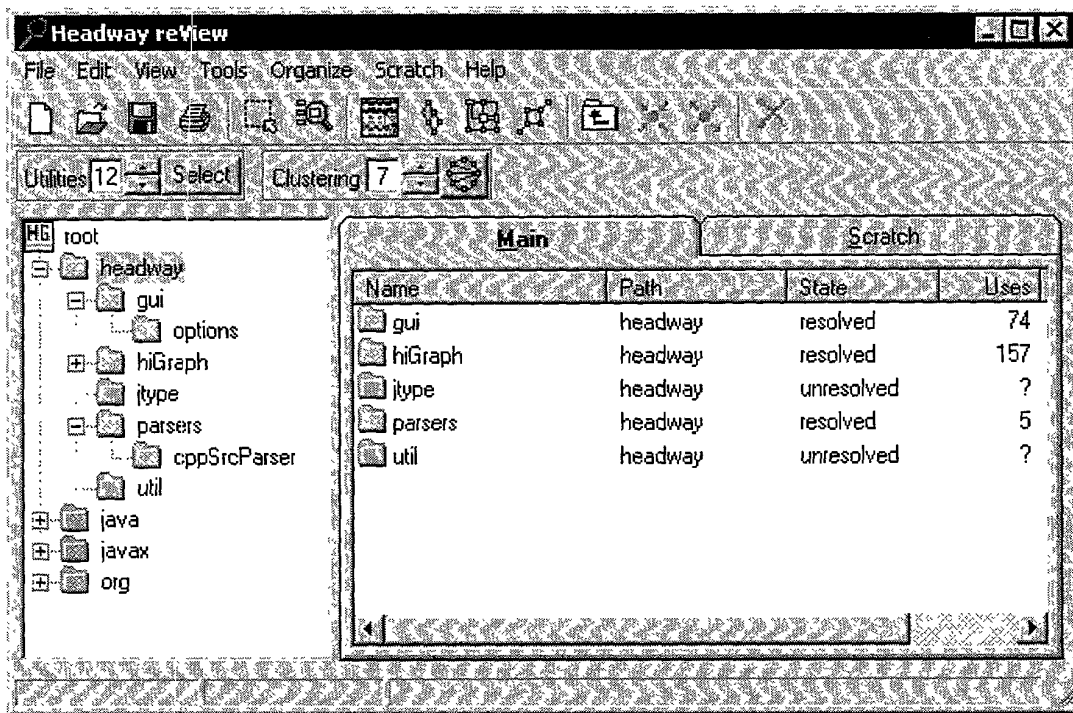 Headway reView
File Edit View Tools Organize Scratch Help
Utilities 12 Select Clustering 7
HG root
headway
gui
options
hiGraph
jtype
parsers
cppSrcParser
util
java
javax
org
Main Scratch
Name Path State Uses
gui headway resolved 74
hiGraph headway resolved 157
jtype headway unresolved ?
parsers headway resolved 5
util headway unresolved ?